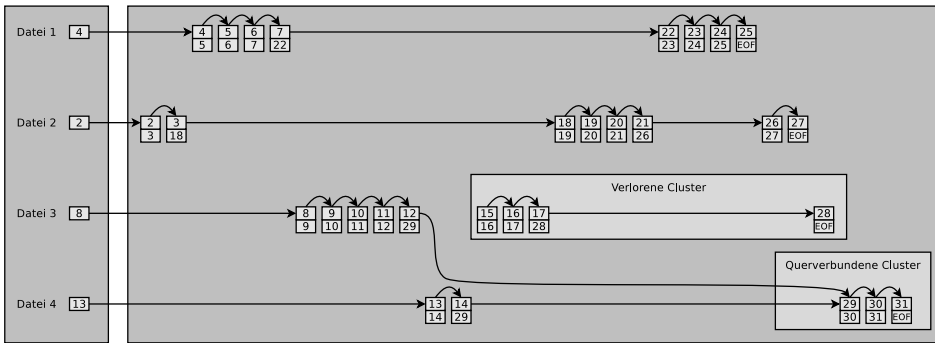 Datei 1 4 4 5 6 7 22 23 24 25
5 6 7 22 23 24 25 EOF
Datei 2 2 2 3 18 19 20 21 26 27
3 18 19 20 21 26 27 EOF
Verlorene Cluster
Datei 3 8 8 9 10 11 12 15 16 17 28
9 10 11 12 29 16 17 28 EOF
Querverbundene Cluster
Datei 4 13 13 14 29 30 31
14 29 30 31 EOF